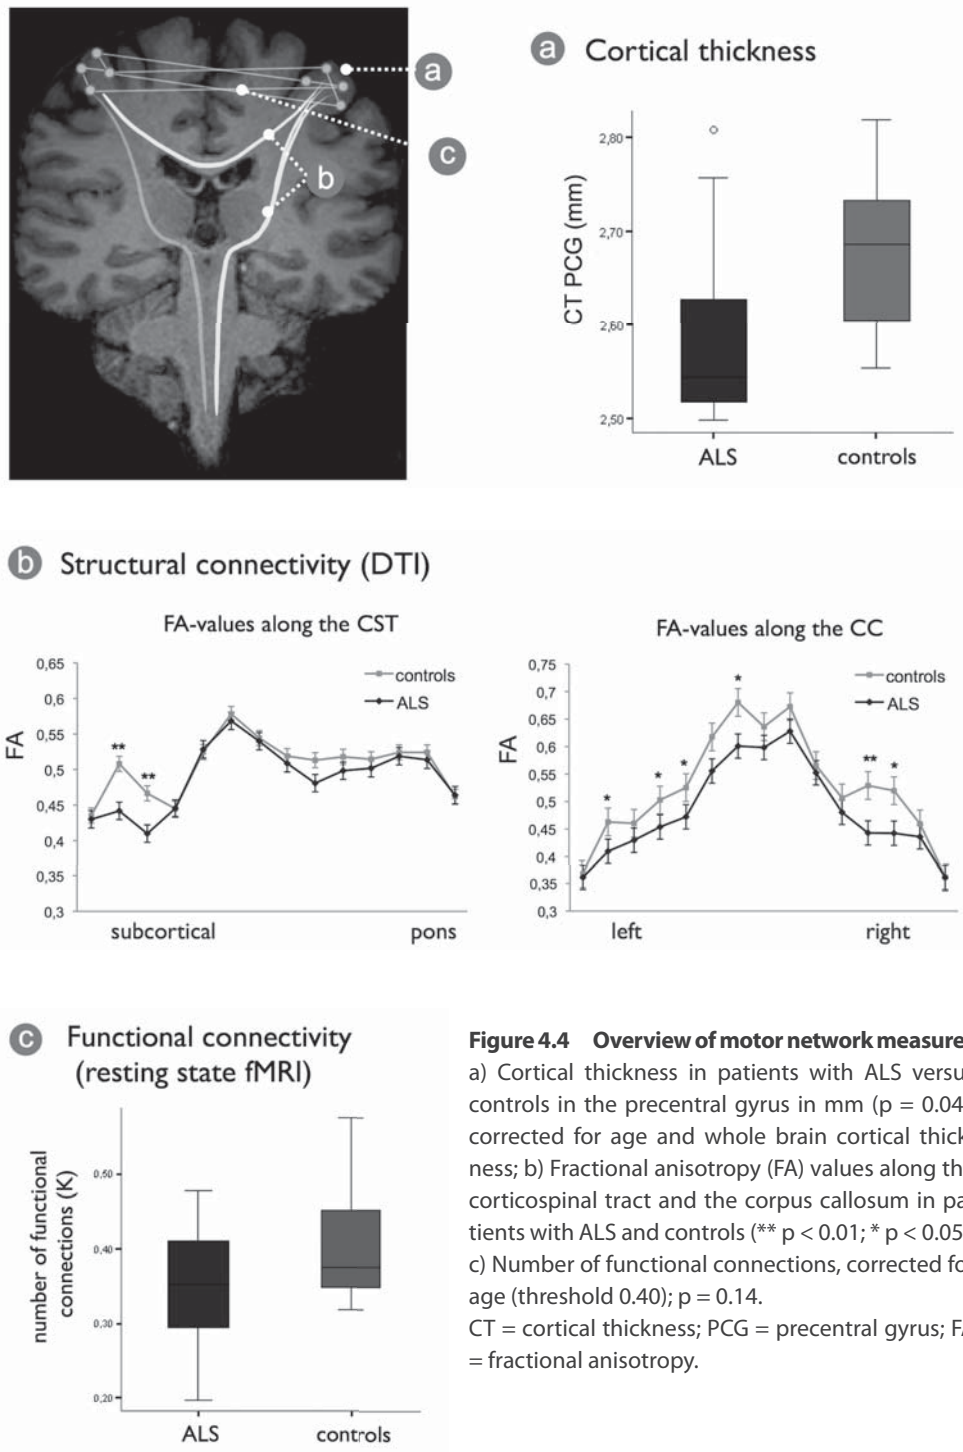 a
c
b
a Cortical thickness
CT PCG (mm)
2,80
2,70
2,60
2,50
ALS controls
b Structural connectivity (DTI)
FA-values along the CST
FA
0,65
0,6
0,55
0,5
0,45
0,4
0,35
0,3
controls
ALS
**
**
subcortical pons
FA-values along the CC
FA
0,75
0,7
0,65
0,6
0,55
0,5
0,45
0,4
0,35
0,3
controls
ALS
*
*
*
*
**
*
left right
c Functional connectivity
(resting state fMRI)
number of functional
connections (K)
0,50
0,40
0,30
0,20
ALS controls
Figure 4.4 Overview of motor network measure
a) Cortical thickness in patients with ALS versu
controls in the precentral gyrus in mm (p = 0.04
corrected for age and whole brain cortical thick
ness; b) Fractional anisotropy (FA) values along th
corticospinal tract and the corpus callosum in pa
tients with ALS and controls (** p < 0.01; * p < 0.05
c) Number of functional connections, corrected fo
age (threshold 0.40); p = 0.14.
CT = cortical thickness; PCG = precentral gyrus; FA
= fractional anisotropy.